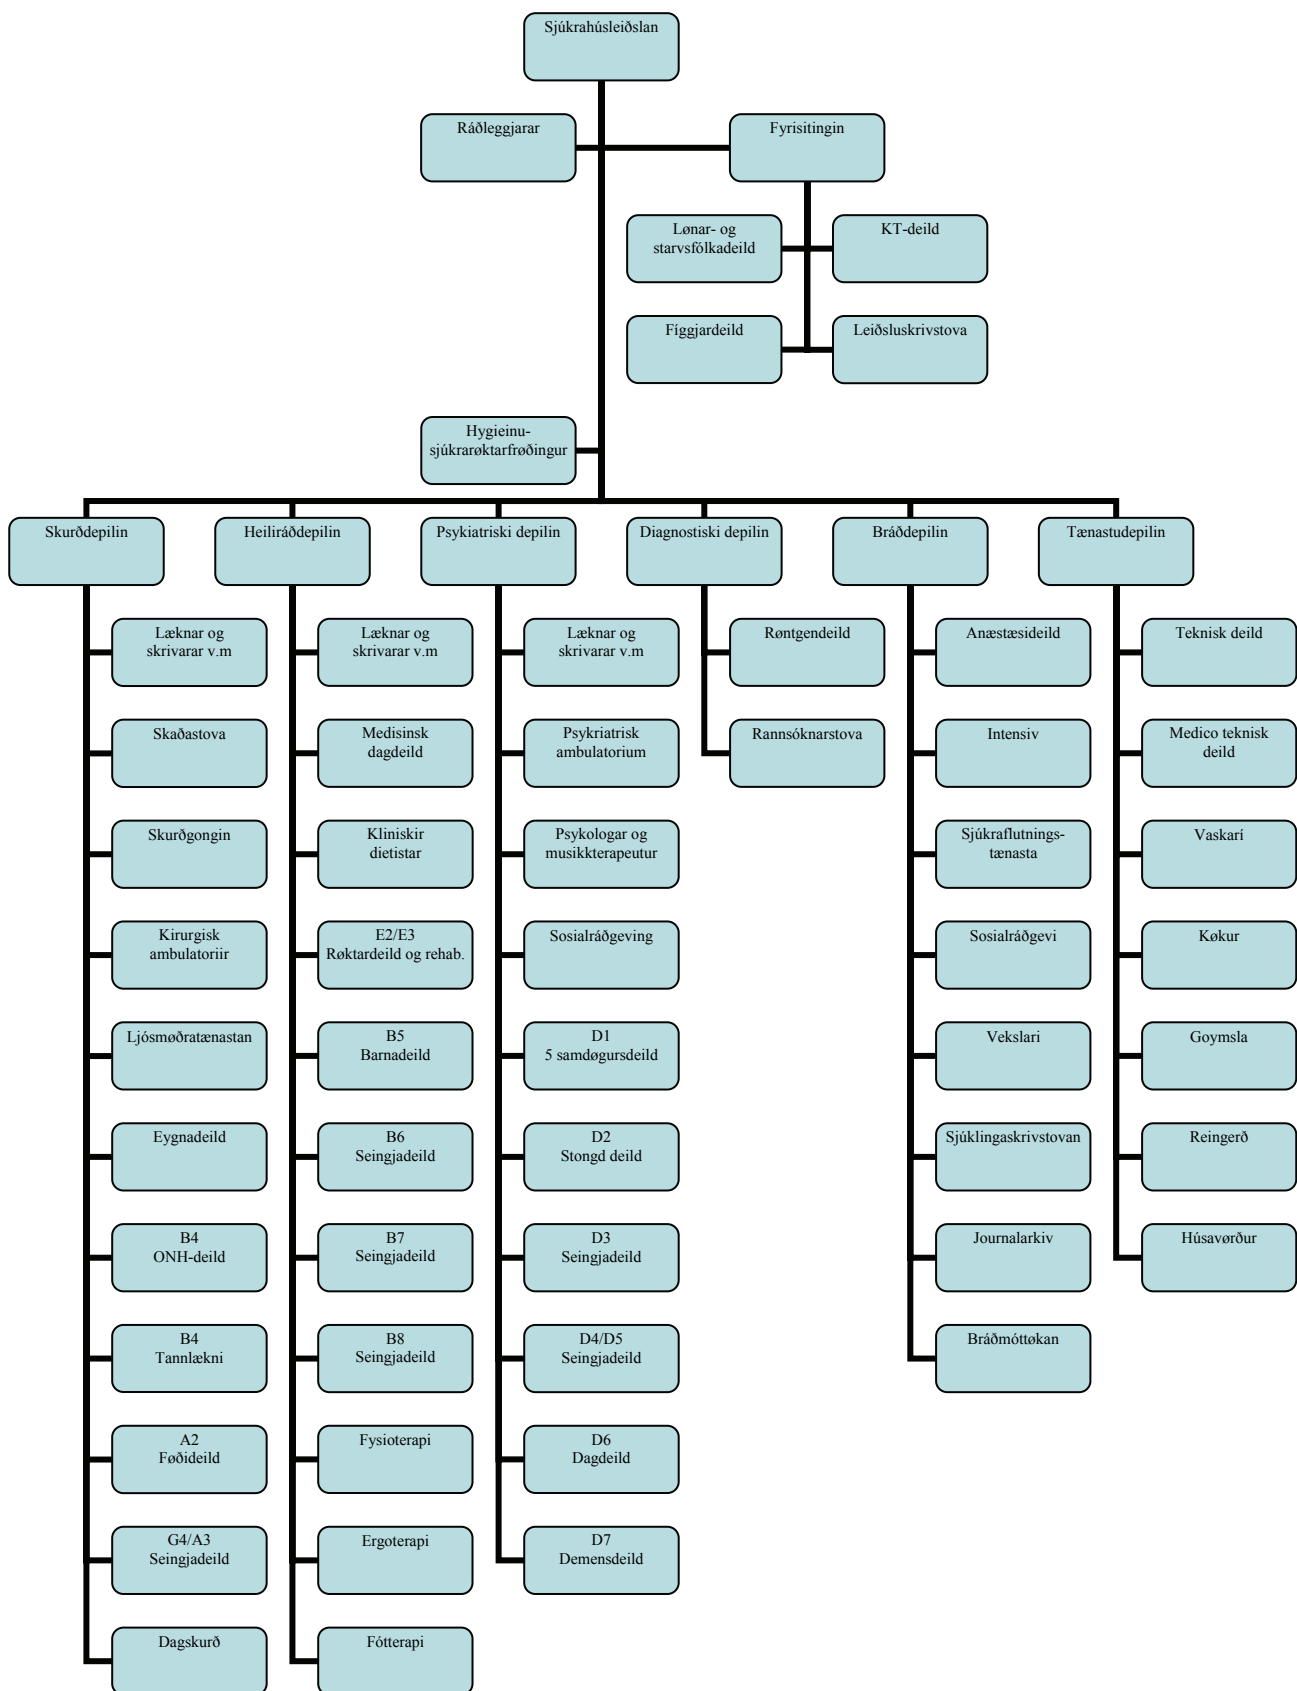 Sjúkrahúsleiðslan
Ráðleggjarar
Fyrisitingin
Lønar- og
starvsfólkadeild
KT-deild
Fíggjardeild
Leiðsluskrivstova
Hygieinu-
sjúkrarøktarfrøðingur
Skurðdepilin
Heiliráðdepilin
Psykiatriski depilin
Diagnostiski depilin
Bráðdepilin
Tænastudepilin
Læknar og
skrivarar v.m
Skaðastova
Skurðgongin
Kirurgisk
ambulatoriir
Ljósmøðratænastan
Eygnadeild
B4
ONH-deild
B4
Tannlækni
A2
Føðideild
G4/A3
Seingjadeild
Dagskurð
Læknar og
skrivarar v.m
Medisinsk
dagdeild
Kliniskir
dietistar
E2/E3
Røktardeild og rehab.
B5
Barnadeild
B6
Seingjadeild
B7
Seingjadeild
B8
Seingjadeild
Fysioterapi
Ergoterapi
Fótterapi
Læknar og
skrivarar v.m
Psykriatrisk
ambulatorium
Psykologar og
musikkterapeutur
Sosialráðgeving
D1
5 samdøgursdeild
D2
Stongd deild
D3
Seingjadeild
D4/D5
Seingjadeild
D6
Dagdeild
D7
Demensdeild
Røntgendeild
Rannsóknarstova
Anæstæsideild
Intensiv
Sjúkraflutnings-
tænasta
Sosialráðgevi
Vekslari
Sjúklingaskrivstovan
Journalarkiv
Bráðmóttøkan
Teknisk deild
Medico teknisk
deild
Vaskarí
Køkur
Goymsla
Reingerð
Húsavørður